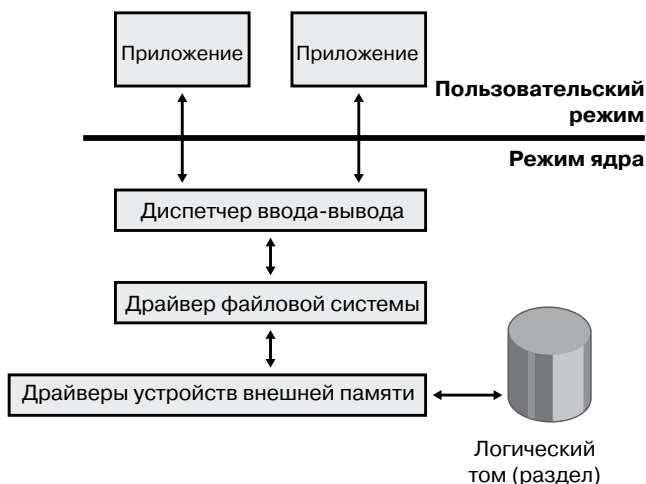 Приложение
Приложение
Пользовательский
режим
Режим ядра
Диспетчер ввода-вывода
Драйвер файловой системы
Драйверы устройств внешней памяти
Логический
том (раздел)